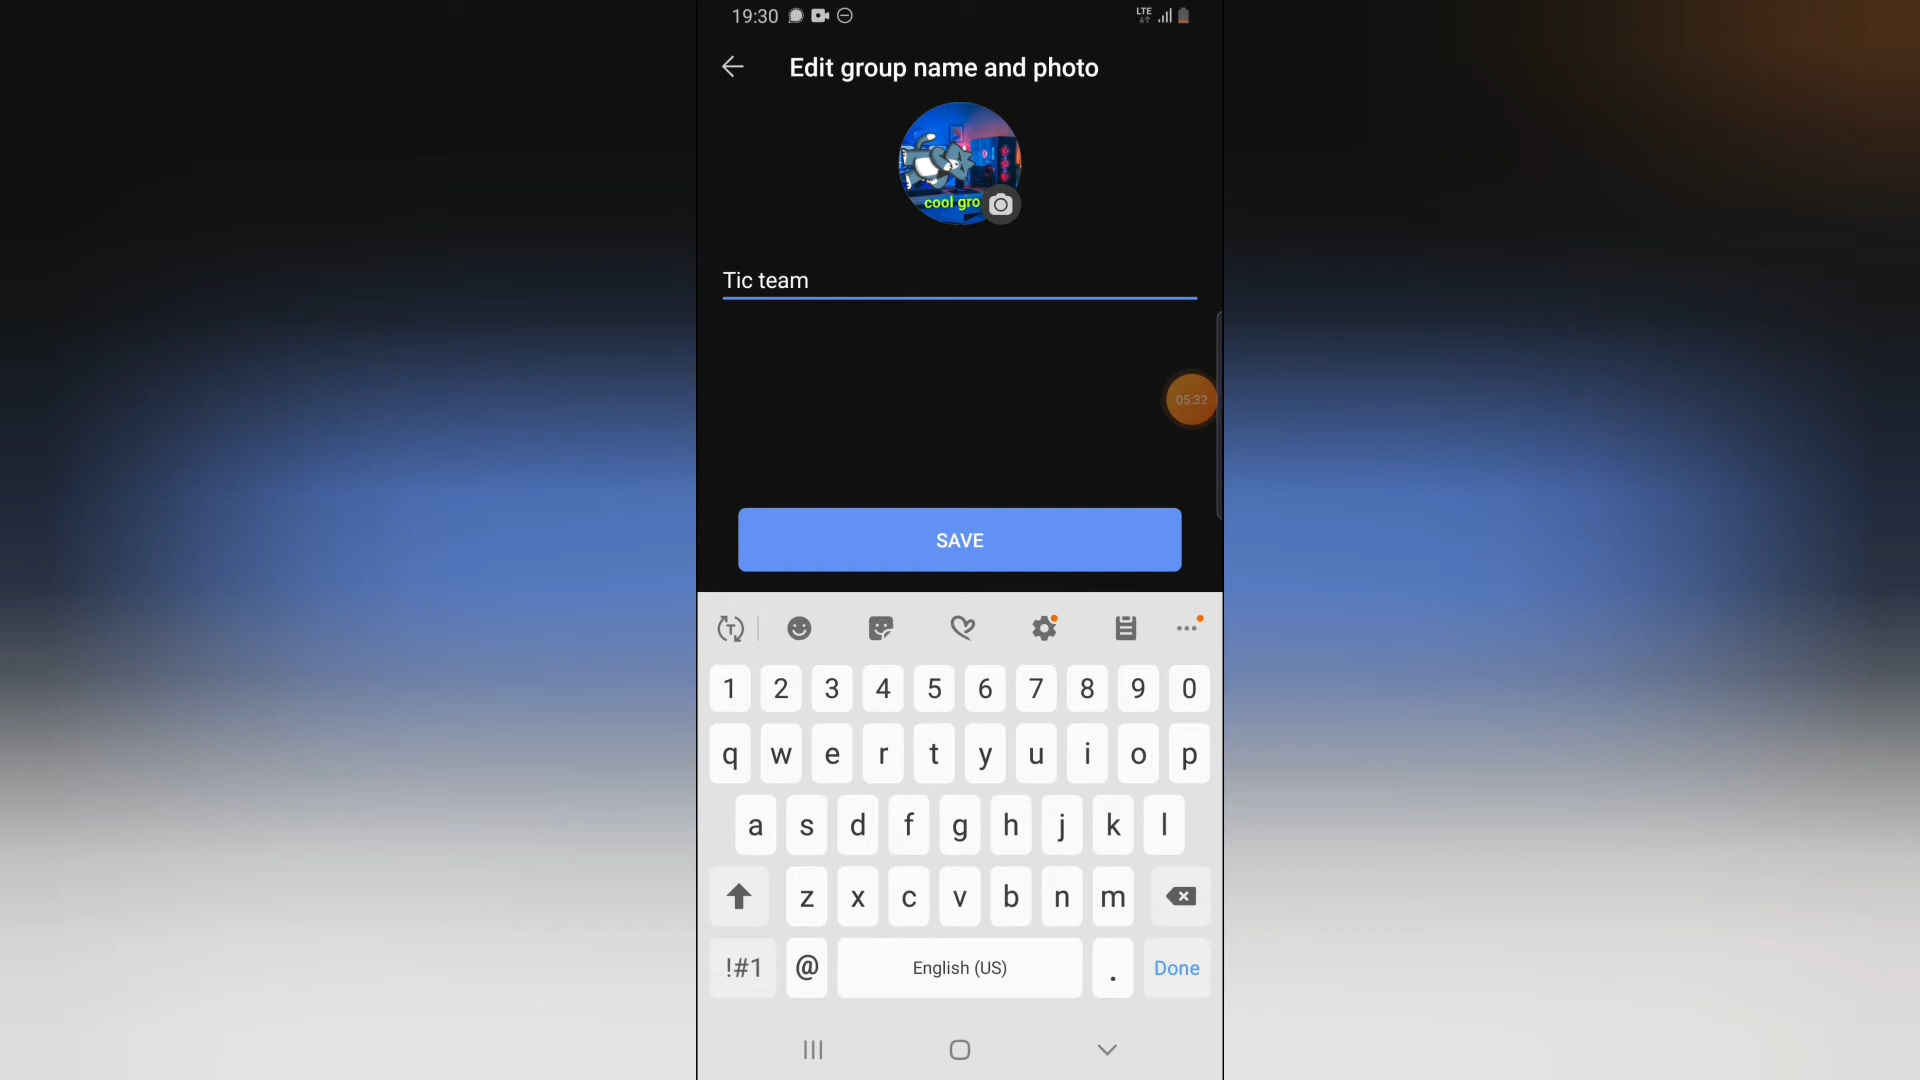 19:30
LTE
Edit group name and photo
cool gro
Tic team
05:32
SAVE
T
1 2 3 4 5 6 7 8 9 0
q w e r t y u i o p
a s d f g h j k l
z x c v b n m
!#1 @ English (US) . Done